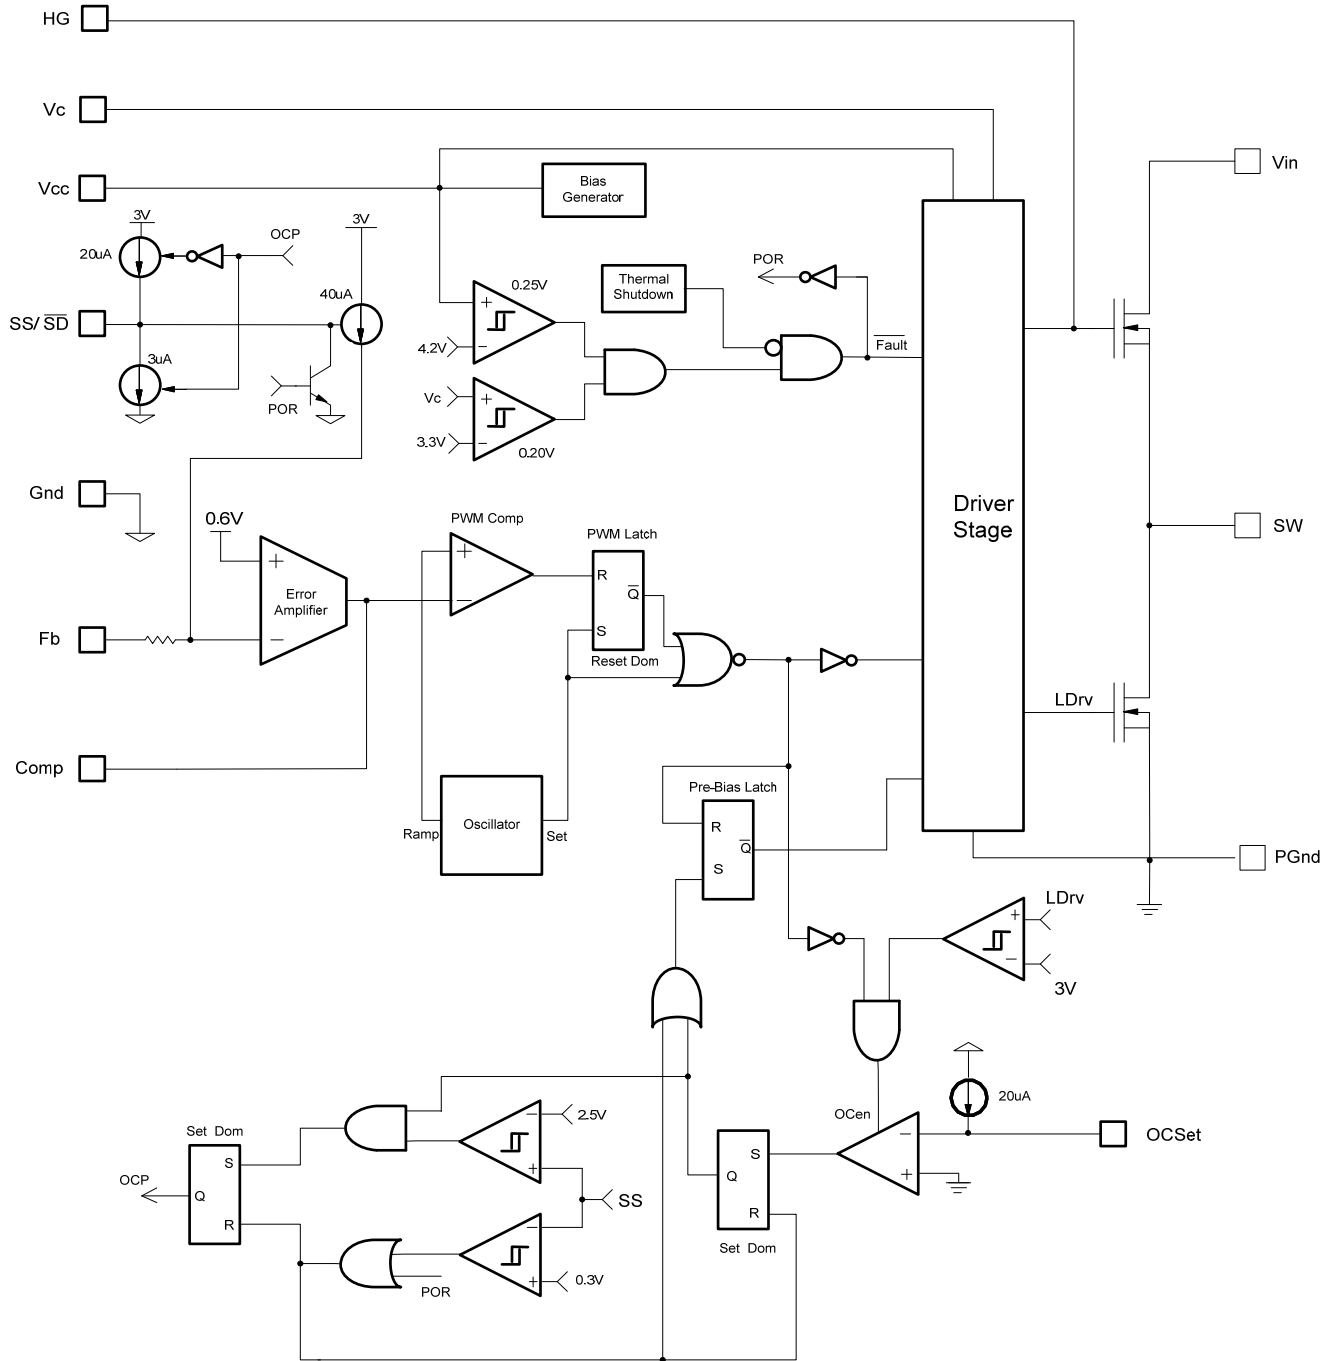 HG
Vc
Vcc
Bias
Generator
Vin
3V
3V
OCP
20uA
40uA
SS/ S̅D̅
3uA
POR
0.25V
4.2V
Thermal
Shutdown
POR
F̅a̅u̅l̅t̅
Vc
3.3V
0.20V
Gnd
0.6V
PWM Comp
PWM Latch
Driver
Stage
SW
+
Error
Amplifier
−
+
−
R
Q̅
S
Reset Dom
Fb
LDrv
Comp
Pre-Bias Latch
Ramp
Oscillator
Set
R
Q̅
S
PGnd
+
−
+
−
LDrv
+
−
3V
20uA
OCen
OCSet
−
+
2.5V
−
+
SS
−
+
0.3V
POR
Set Dom
S
OCP
Q
R
S
Q
R
Set Dom